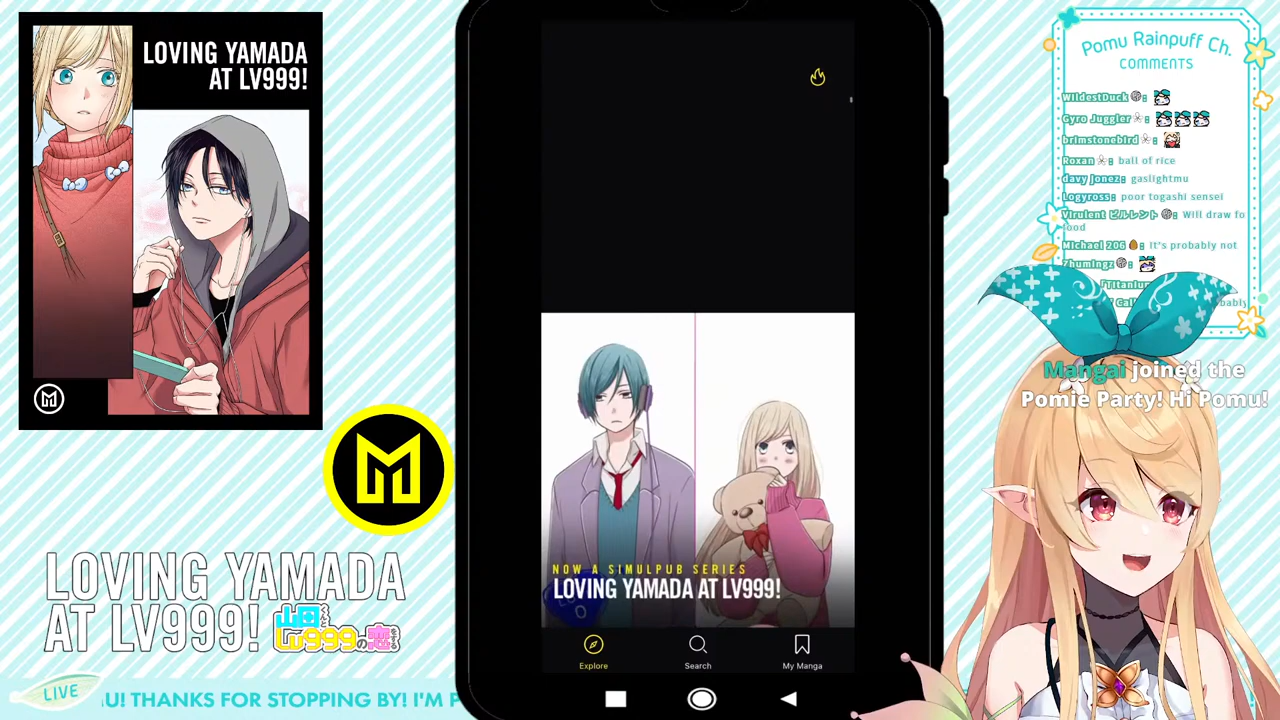 LOVING YAMADA
AT LV999!
LOVING YAMADA
AT LV999!
山田くんと
Lv999の恋をする
LIVE
U! THANKS FOR STOPPING BY! I'M P
NOW A SIMULPUB SERIES
LOVING YAMADA AT LV999!
Explore
Search
My Manga
Pomu Rainpuff Ch.
COMMENTS
WildestDuck :
Gyro Juggler :
br1mstoneb1rd :
Roxan : ball of rice
davy jonez: gaslightmu
Logyross: poor togashi sensei
Virulent ビルレント : Will draw fo
ood
Michael 206 : It's probably not
Zhumingz :
Mangai joined the
Pomie Party! Hi Pomu!